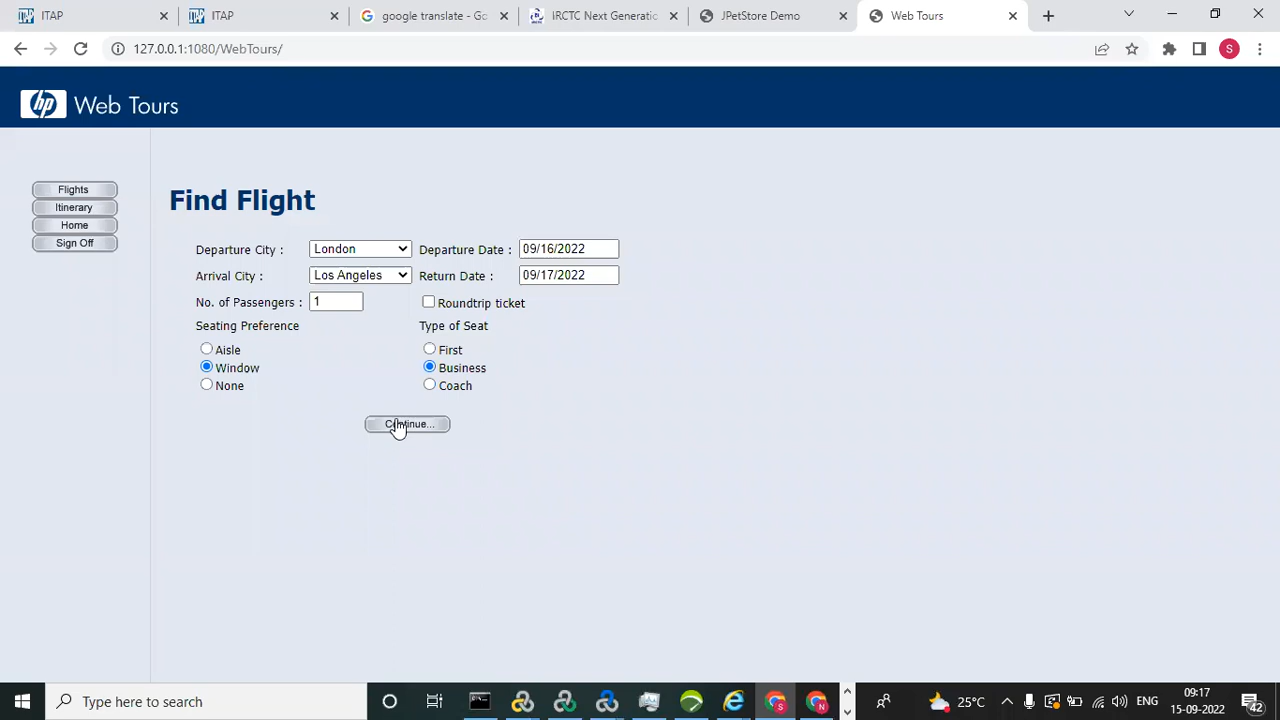 ITAP
ITAP
google translate - Go
IRCTC Next Generatio
JPetStore Demo
Web Tours
127.0.0.1:1080/WebTours/
S
hp Web Tours
Flights
Itinerary
Home
Sign Off
Find Flight
Departure City : London Departure Date : 09/16/2022
Arrival City : Los Angeles Return Date : 09/17/2022
No. of Passengers : 1 Roundtrip ticket
Seating Preference Type of Seat
Aisle First
Window Business
None Coach
Continue...
Type here to search
25°C
ENG
09:17
15-09-2022
42